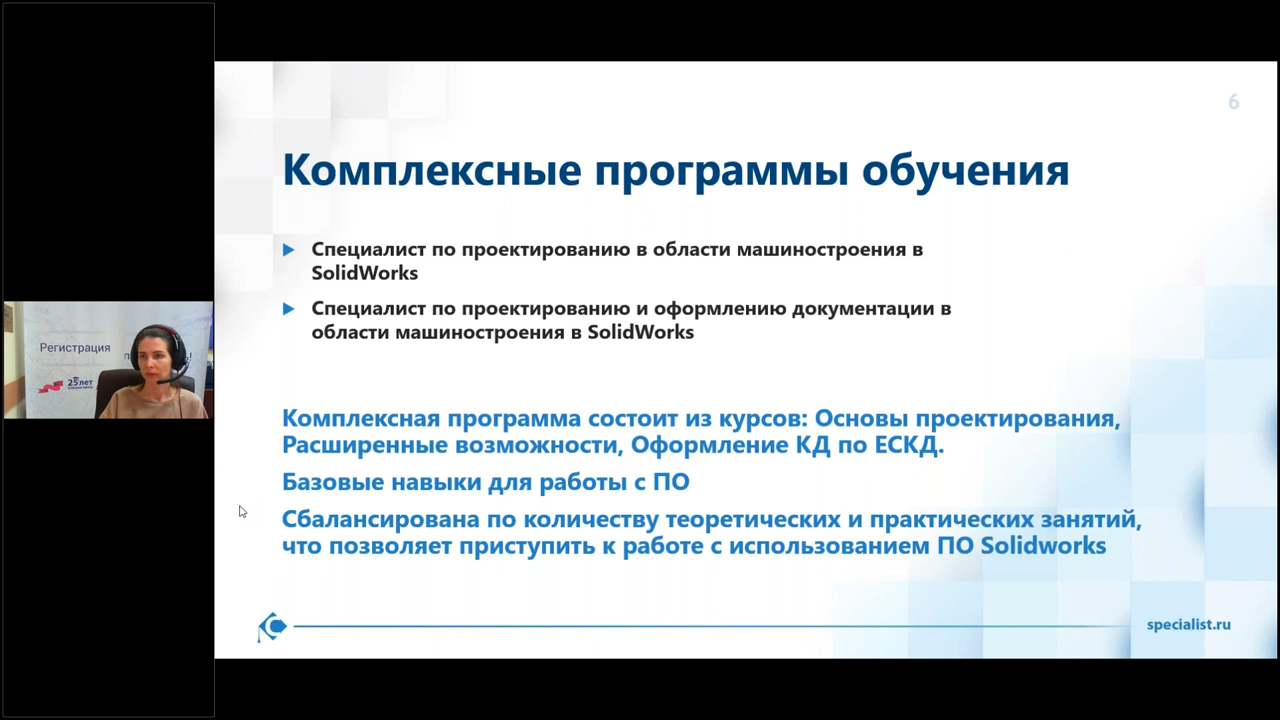 6
Комплексные программы обучения
Специалист по проектированию в области машиностроения в
SolidWorks
Специалист по проектированию и оформлению документации в
области машиностроения в SolidWorks
Комплексная программа состоит из курсов: Основы проектирования,
Расширенные возможности, Оформление КД по ЕСКД.
Базовые навыки для работы с ПО
Сбалансирована по количеству теоретических и практических занятий,
что позволяет приступить к работе с использованием ПО Solidworks
specialist.ru
Регистрация
25 лет